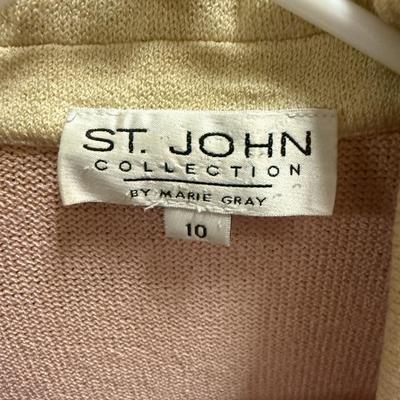 ST. JOHN
COLLECTION
BY MARIE GRAY
10